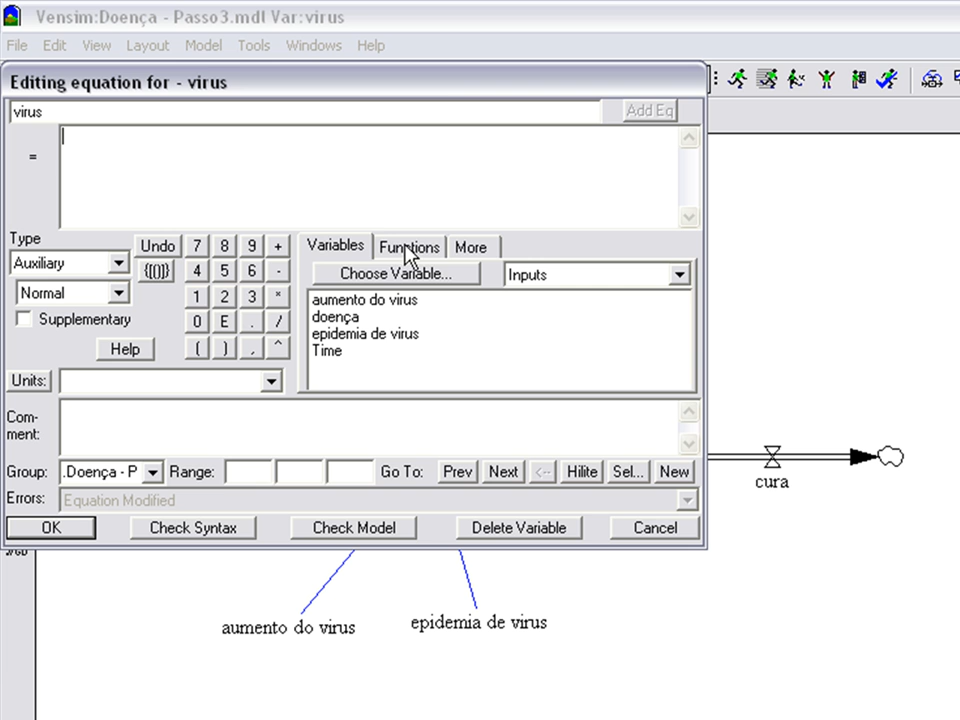 Vensim:Doença - Passo3.mdl Var:virus
File Edit View Layout Model Tools Windows Help
Editing equation for - virus
virus
Add Eq
=
Type
Auxiliary
Normal
Supplementary
Help
Undo 7 8 9 +
{[()]} 4 5 6 -
1 2 3 *
0 E . /
( ) , ^
Variables Functions More
Choose Variable... Inputs
aumento do virus
doença
epidemia de virus
Time
Units:
Com-
ment:
Group: .Doença - P Range: Go To: Prev Next <-- Hilite Sel... New
Errors: Equation Modified
OK Check Syntax Check Model Delete Variable Cancel
cura
aumento do virus
epidemia de virus